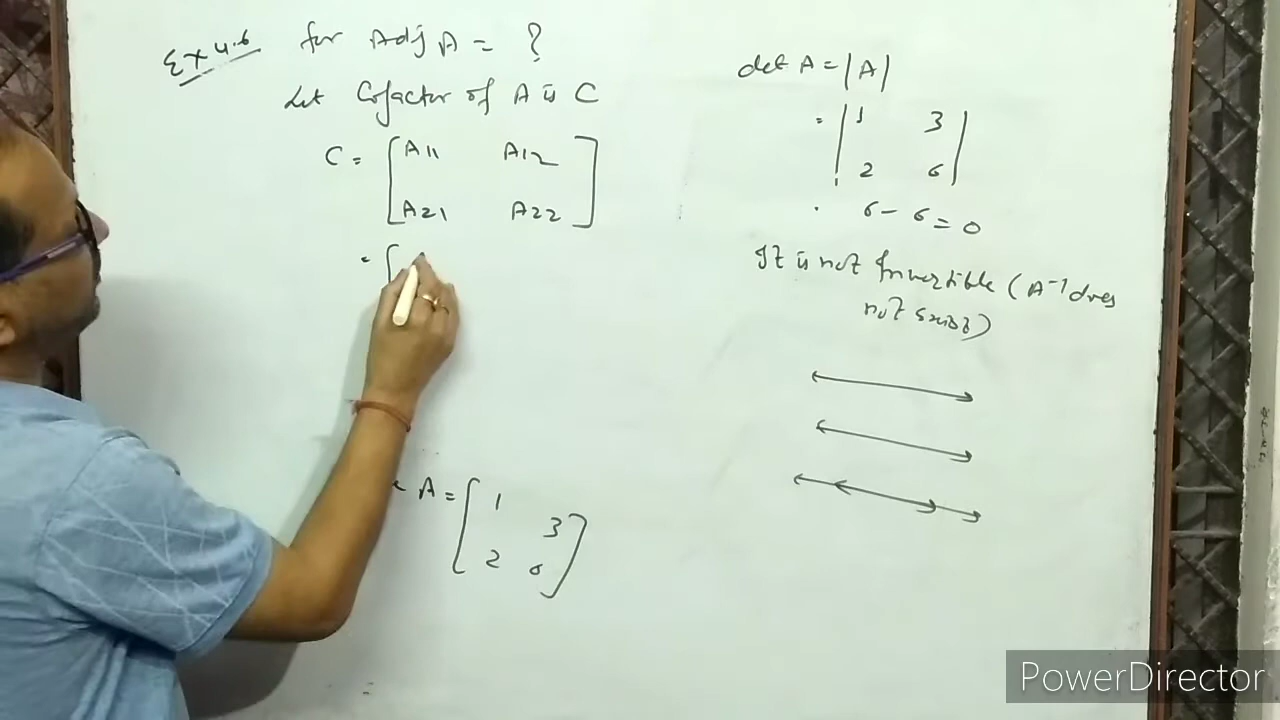 Ex 4.6
for Adj A = ?
Let Cofactor of A is C
C = [A11 A12
A21 A22]
= [
A = [1 3
2 6]
det A = |A|
= |1 3
2 6|
6 - 6 = 0
It is not Invertible (A⁻¹ does
not exist)
PowerDirector